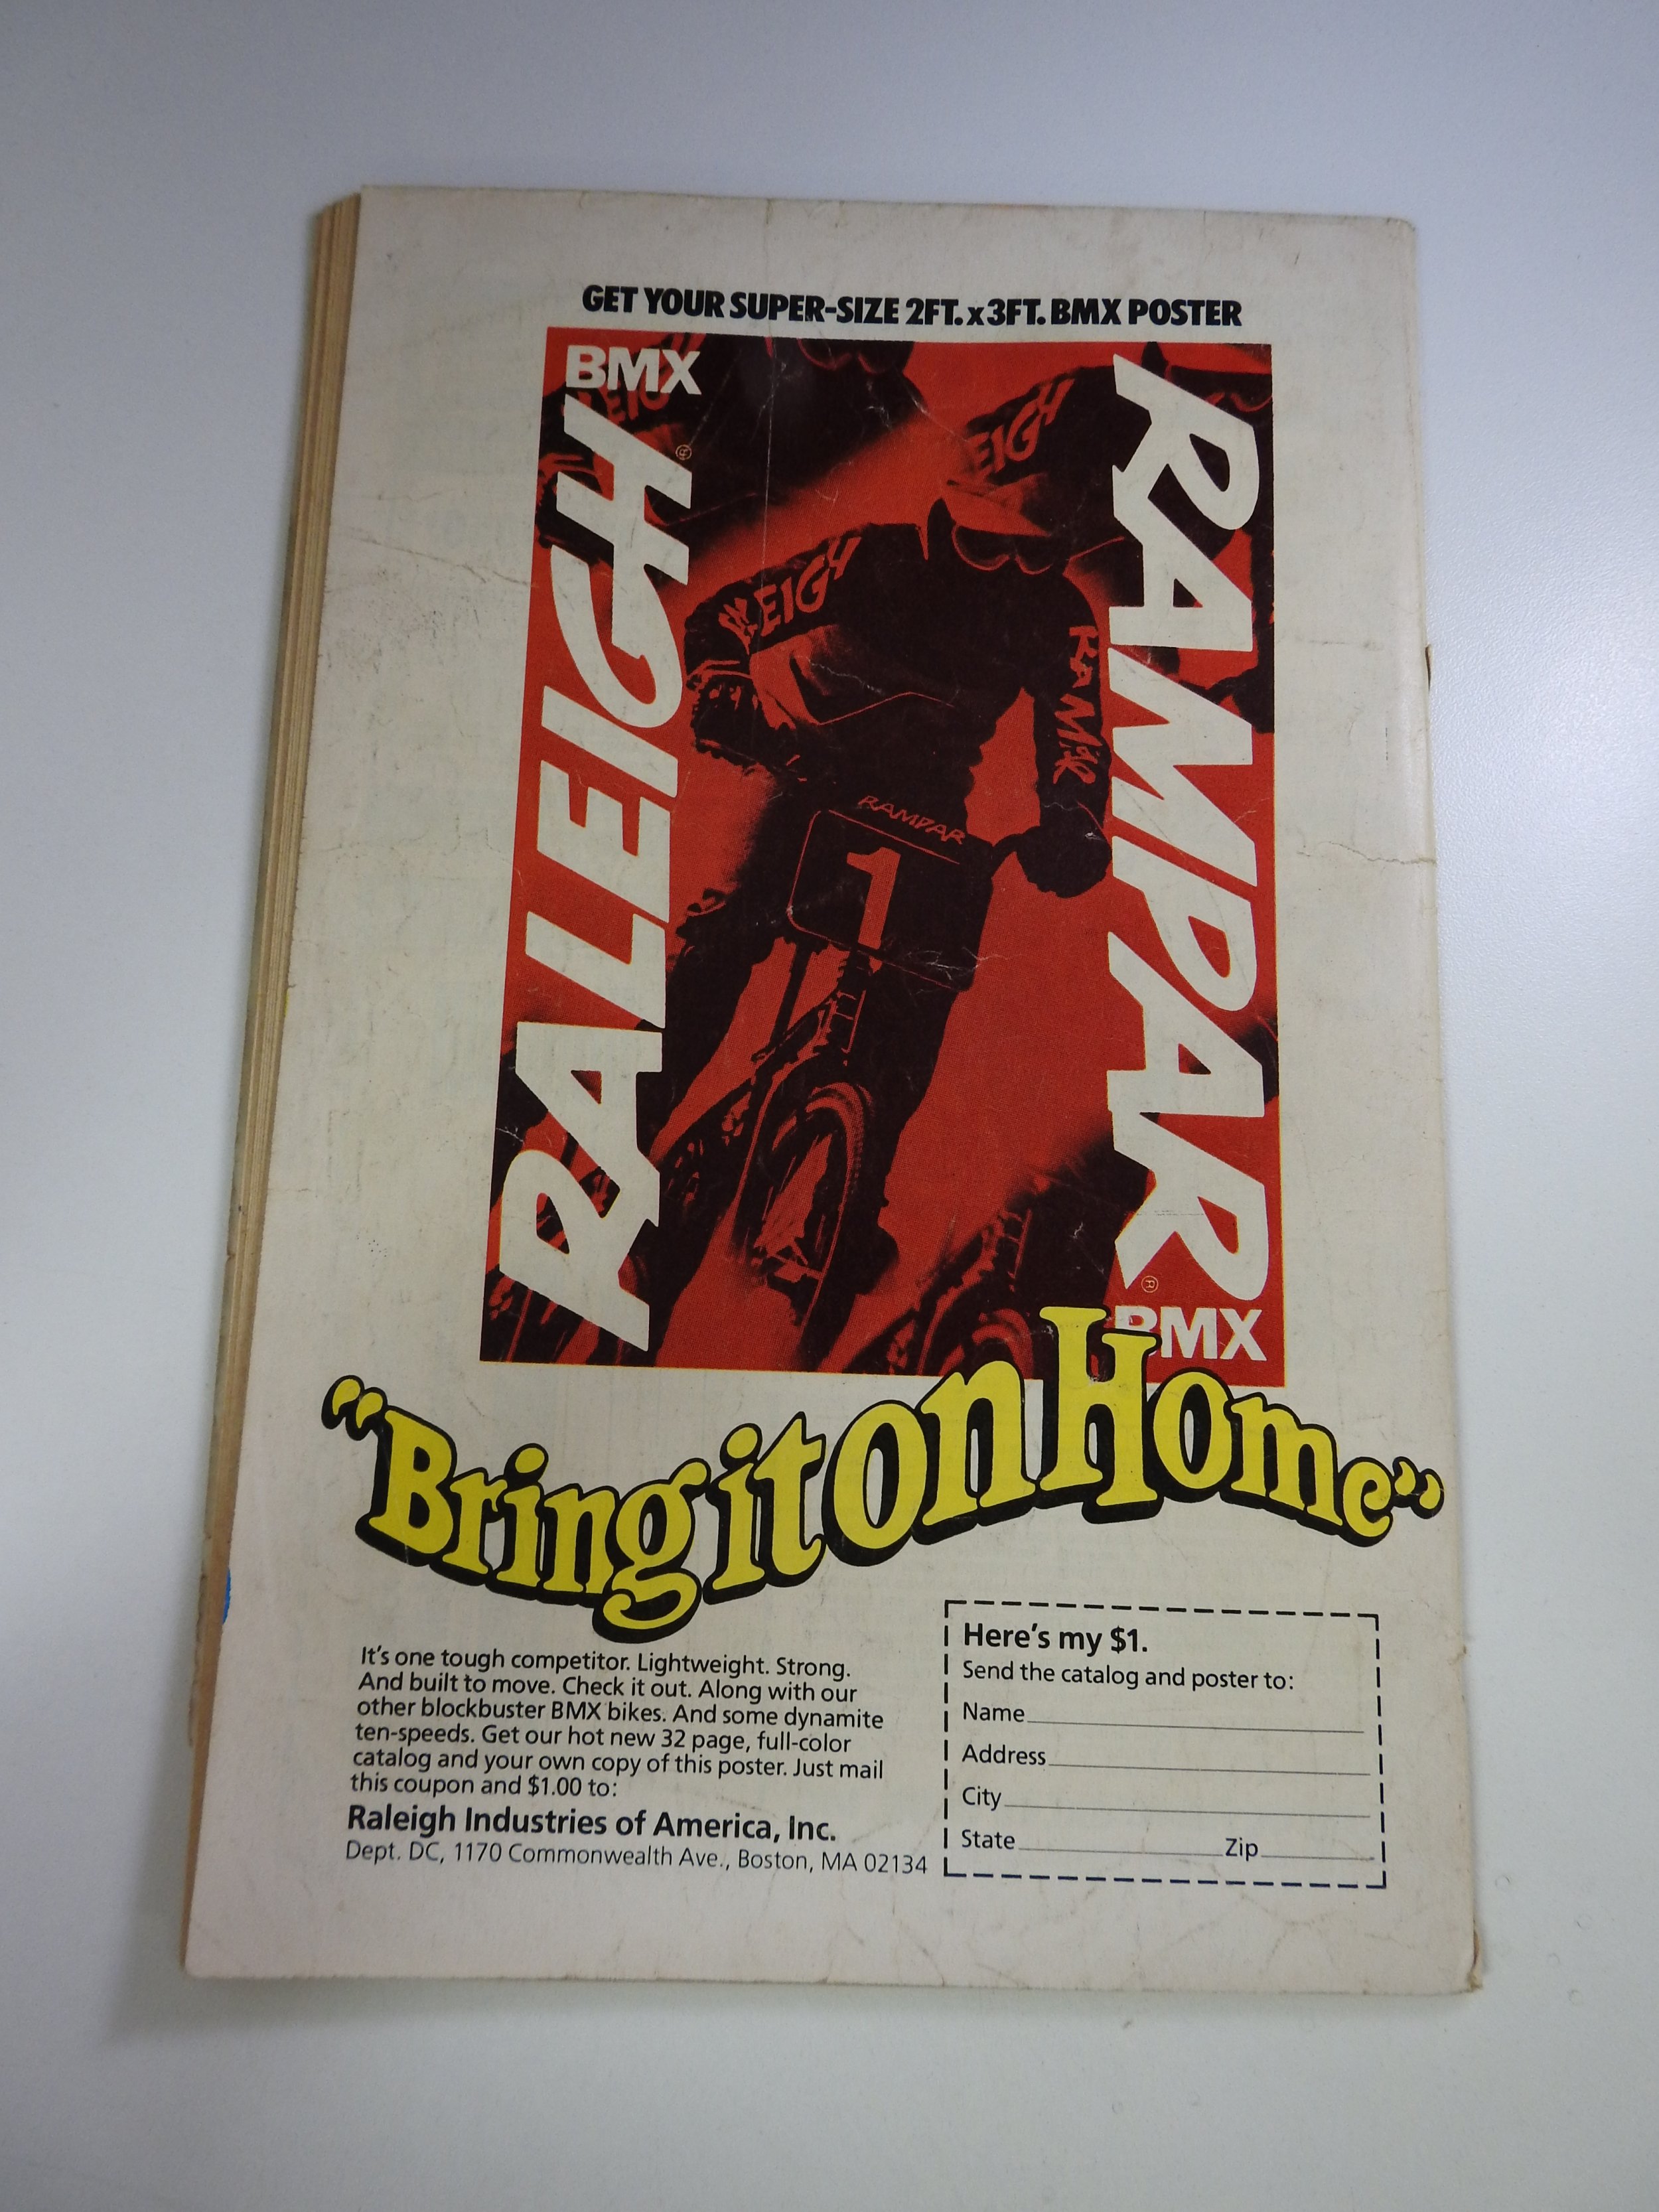 GET YOUR SUPER-SIZE 2FT. x 3FT. BMX POSTER
BMX
RALEIGH®
RAMPAR®
BMX
EIGH
LEIGH
RAMPAR
1
"Bring it on Home"
It's one tough competitor. Lightweight. Strong.
And built to move. Check it out. Along with our
other blockbuster BMX bikes. And some dynamite
ten-speeds. Get our hot new 32 page, full-color
catalog and your own copy of this poster. Just mail
this coupon and $1.00 to:
Raleigh Industries of America, Inc.
Dept. DC, 1170 Commonwealth Ave., Boston, MA 02134
Here's my $1.
Send the catalog and poster to:
Name
Address
City
State Zip